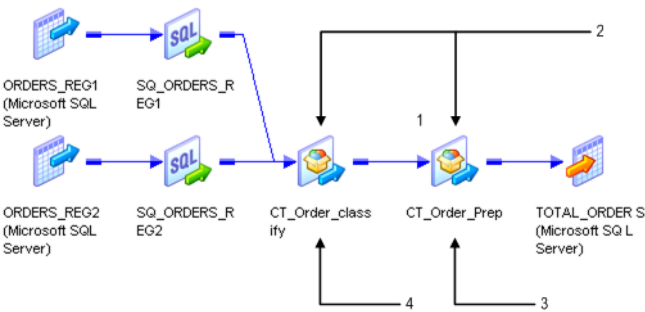 2
ORDERS_REG1
(Microsoft SQL
Server)
SQ_ORDERS_R
EG1
1
ORDERS_REG2
(Microsoft SQL
Server)
SQ_ORDERS_R
EG2
CT_Order_class
ify
CT_Order_Prep
TOTAL_ORDER S
(Microsoft SQ L
Server)
4
3
SQL
SQL